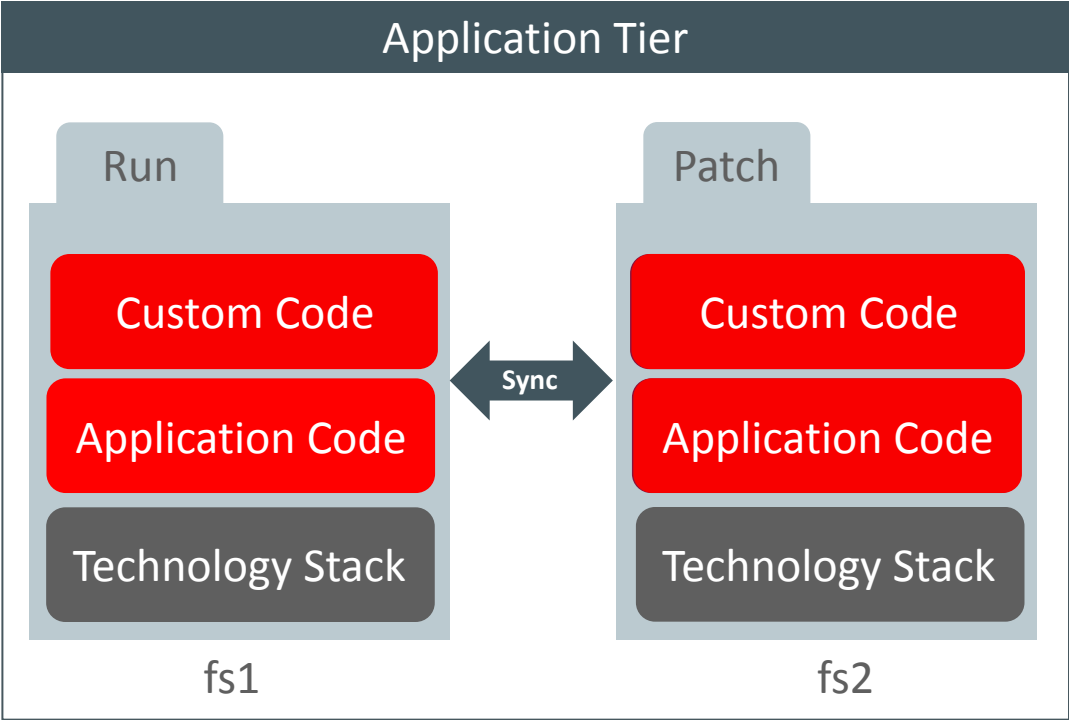 Application Tier
Run
Custom Code
Application Code
Technology Stack
fs1
Sync
Patch
Custom Code
Application Code
Technology Stack
fs2